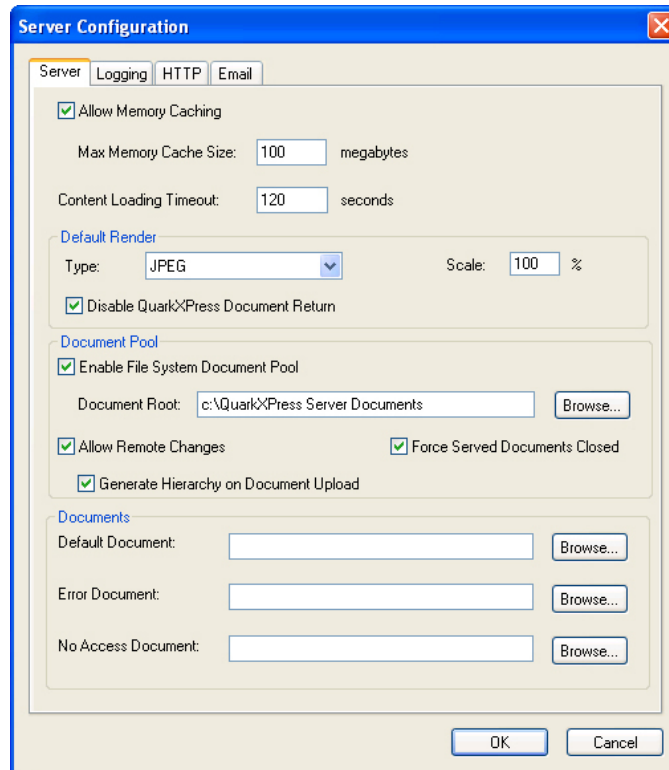 Server Configuration
Server Logging HTTP Email
Allow Memory Caching
Max Memory Cache Size: 100 megabytes
Content Loading Timeout: 120 seconds
Default Render
Type: JPEG Scale: 100 %
Disable QuarkXPress Document Return
Document Pool
Enable File System Document Pool
Document Root: c:\QuarkXPress Server Documents Browse...
Allow Remote Changes Force Served Documents Closed
Generate Hierarchy on Document Upload
Documents
Default Document: Browse...
Error Document: Browse...
No Access Document: Browse...
OK Cancel